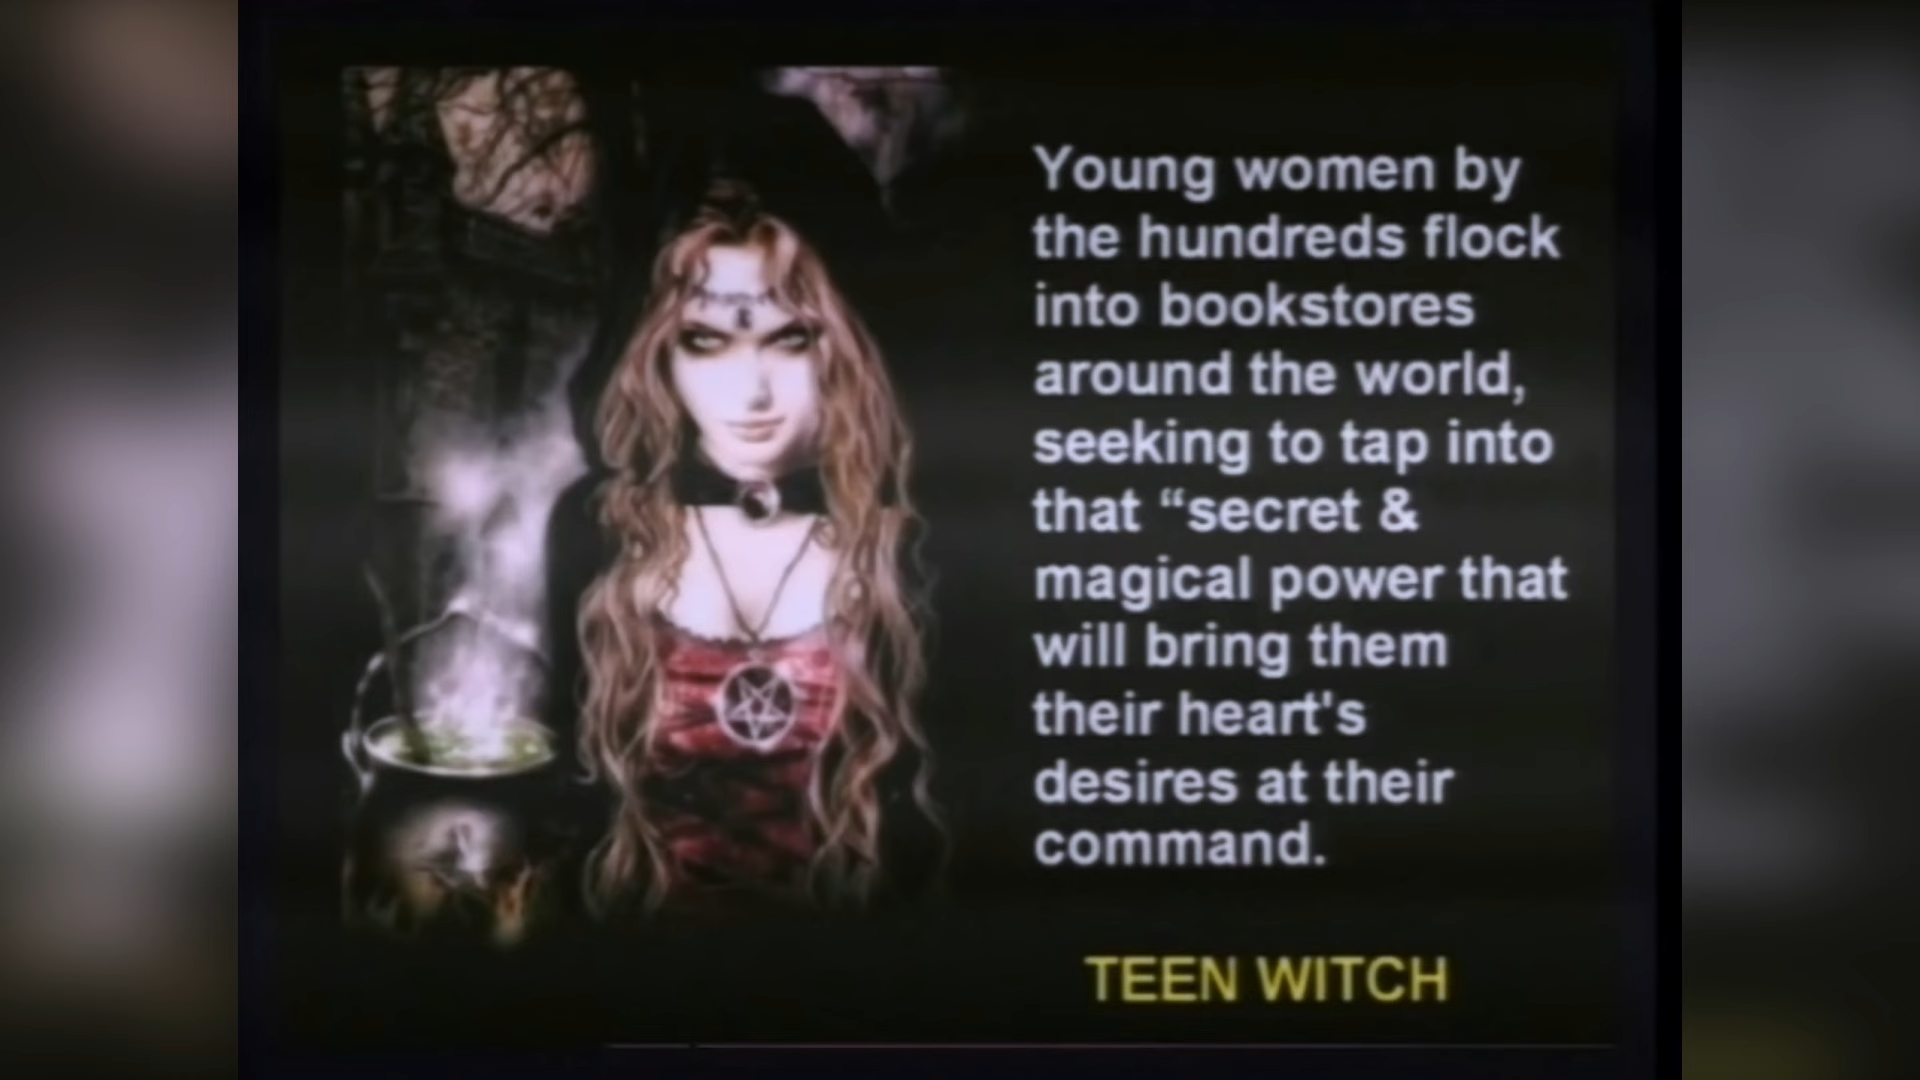 Young women by
the hundreds flock
into bookstores
around the world,
seeking to tap into
that “secret &
magical power that
will bring them
their heart's
desires at their
command.
TEEN WITCH